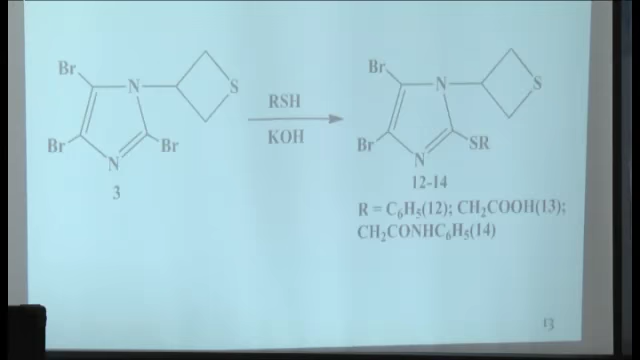 Br
N
S
Br
N
Br
3
RSH
KOH
Br
N
S
Br
N
SR
12-14
R = C₆H₅(12); CH₂COOH(13);
CH₂CONHC₆H₅(14)
13